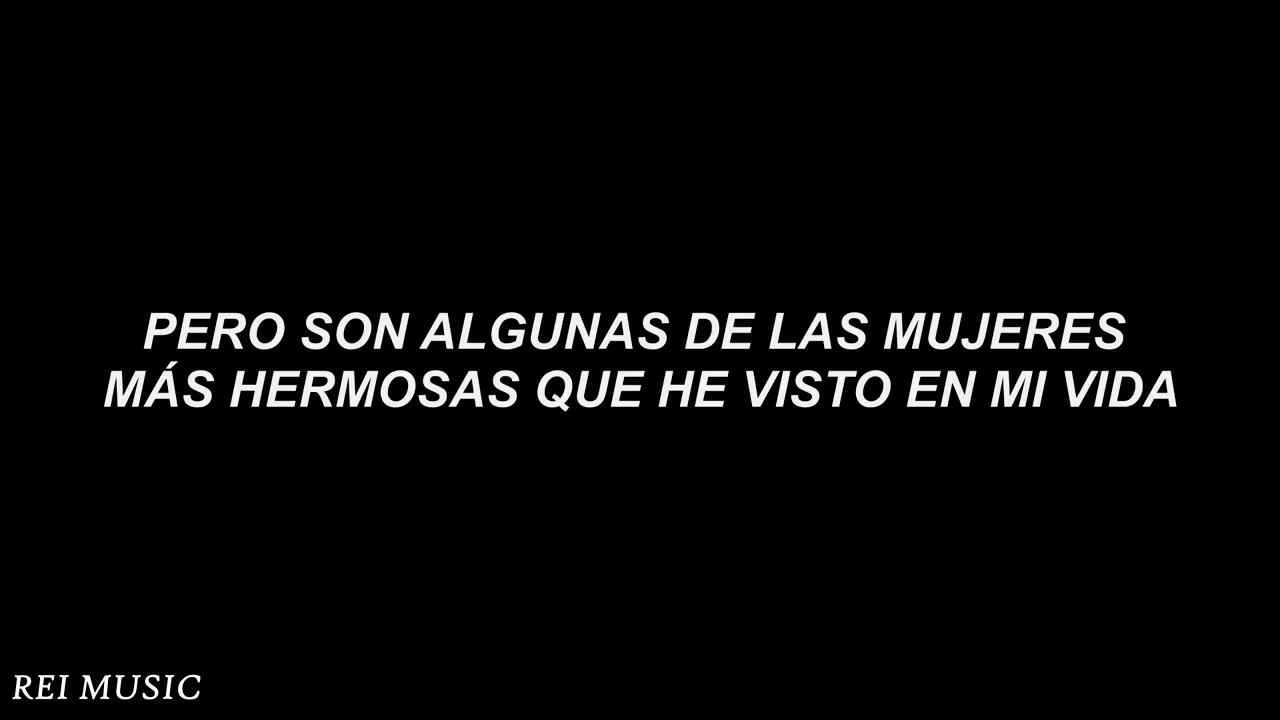 PERO SON ALGUNAS DE LAS MUJERES
MÁS HERMOSAS QUE HE VISTO EN MI VIDA
REI MUSIC